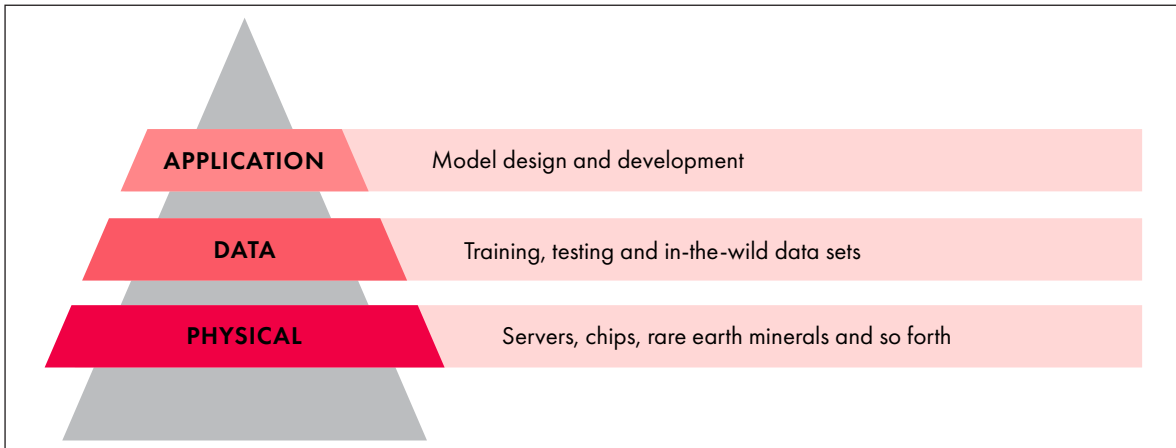 APPLICATION Model design and development
DATA Training, testing and in-the-wild data sets
PHYSICAL Servers, chips, rare earth minerals and so forth